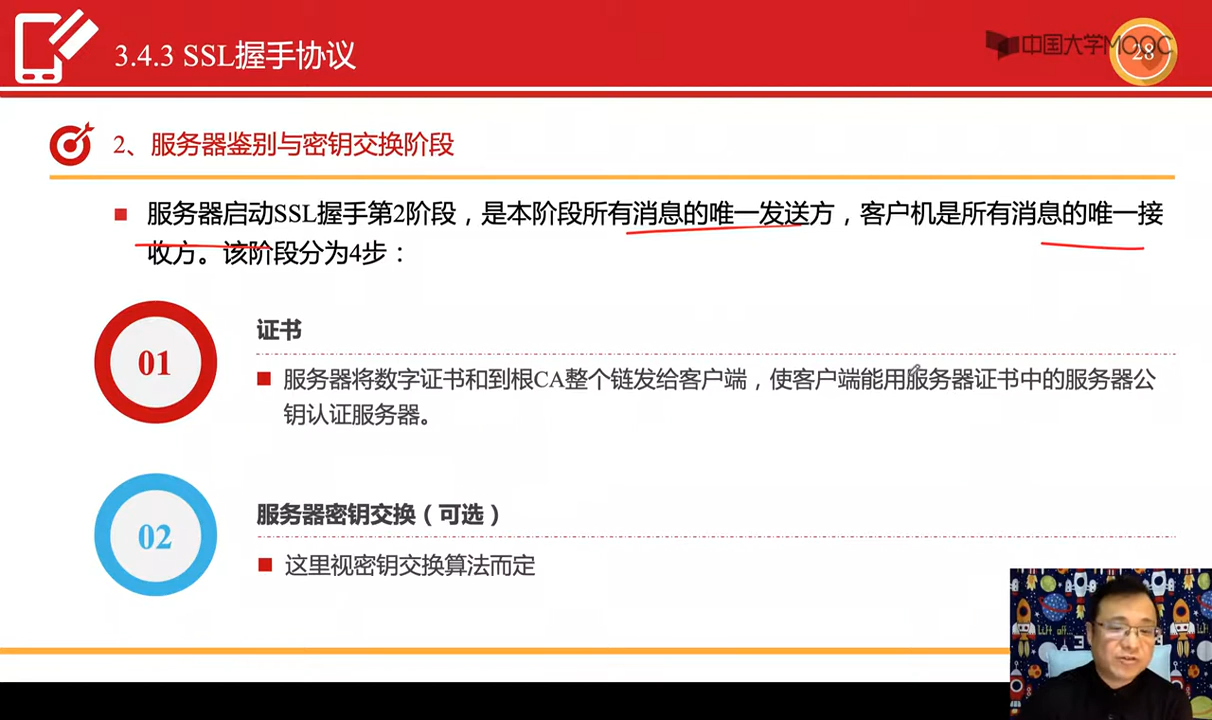 3.4.3 SSL握手协议
中国大学MOOC
28
2、服务器鉴别与密钥交换阶段
服务器启动SSL握手第2阶段，是本阶段所有消息的唯一发送方，客户机是所有消息的唯一接
收方。该阶段分为4步：
01
证书
服务器将数字证书和到根CA整个链发给客户端，使客户端能用服务器证书中的服务器公
钥认证服务器。
02
服务器密钥交换（可选）
这里视密钥交换算法而定